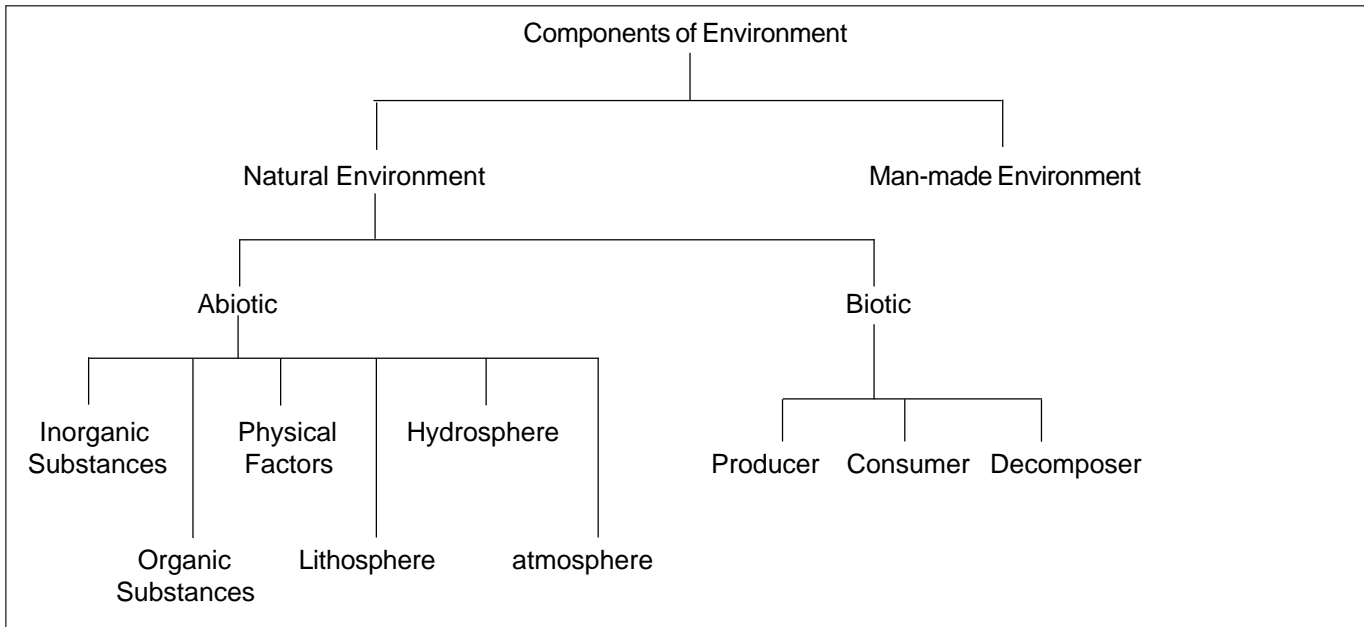 Components of Environment
Natural Environment
Man-made Environment
Abiotic
Biotic
Inorganic
Substances
Physical
Factors
Hydrosphere
Producer
Consumer
Decomposer
Organic
Substances
Lithosphere
atmosphere